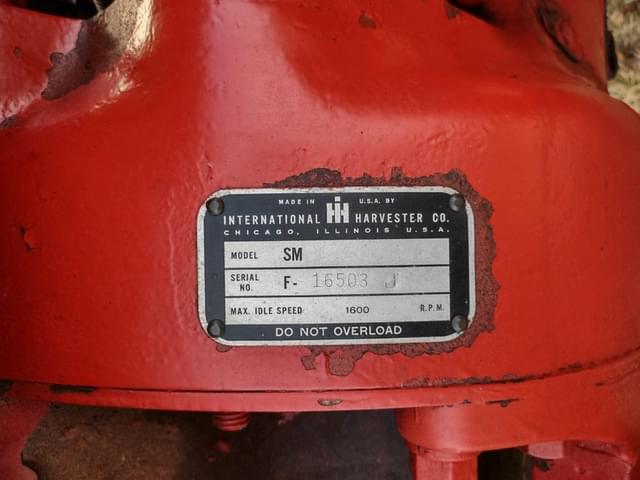 MADE IN IH U.S.A. BY
INTERNATIONAL HARVESTER CO.
CHICAGO, ILLINOIS U.S.A.
MODEL SM
SERIAL NO. F- 16503 J
MAX. IDLE SPEED 1600 R.P.M.
DO NOT OVERLOAD